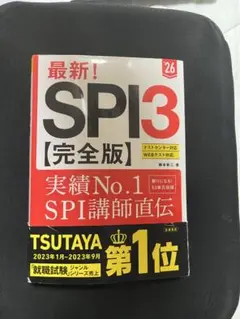 最新!
'26
SPI3
【完全版】
テストセンター対応
WEBテスト対応
実績No.1
SPI講師直伝
TSUTAYA
第1位
2023年1月-2023年9月
「就職試験」ジャンル
シリーズ売上